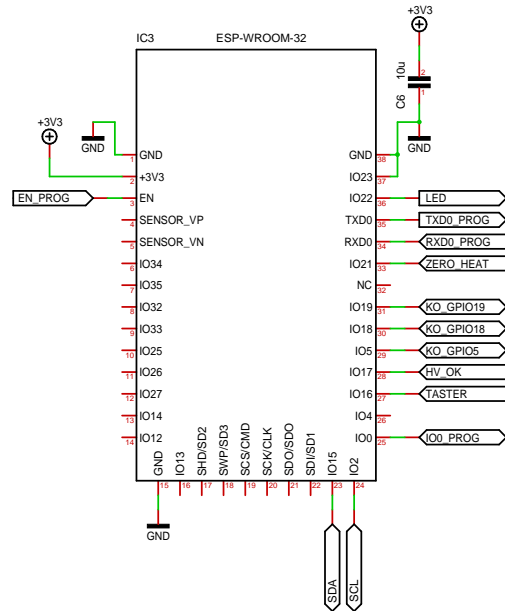 +3V3
IC3
ESP-WROOM-32
10u
2
1
C6
+3V3
GND
GND
1
GND
GND
38
2
+3V3
IO23
37
EN_PROG
3
EN
IO22
36
LED
4
SENSOR_VP
TXD0
35
TXD0_PROG
5
SENSOR_VN
RXD0
34
RXD0_PROG
6
IO34
IO21
33
ZERO_HEAT
7
IO35
NC
32
8
IO32
IO19
31
KO_GPIO19
9
IO33
IO18
30
KO_GPIO18
10
IO25
IO5
29
KO_GPIO5
11
IO26
IO17
28
HV_OK
12
IO27
IO16
27
TASTER
13
IO14
IO4
26
14
IO12
IO0
25
IO0_PROG
GND
IO13
SHD/SD2
SWP/SD3
SCS/CMD
SCK/CLK
SDO/SDO
SDI/SD1
IO15
IO2
15
16
17
18
19
20
21
22
23
24
GND
SDA
SCL